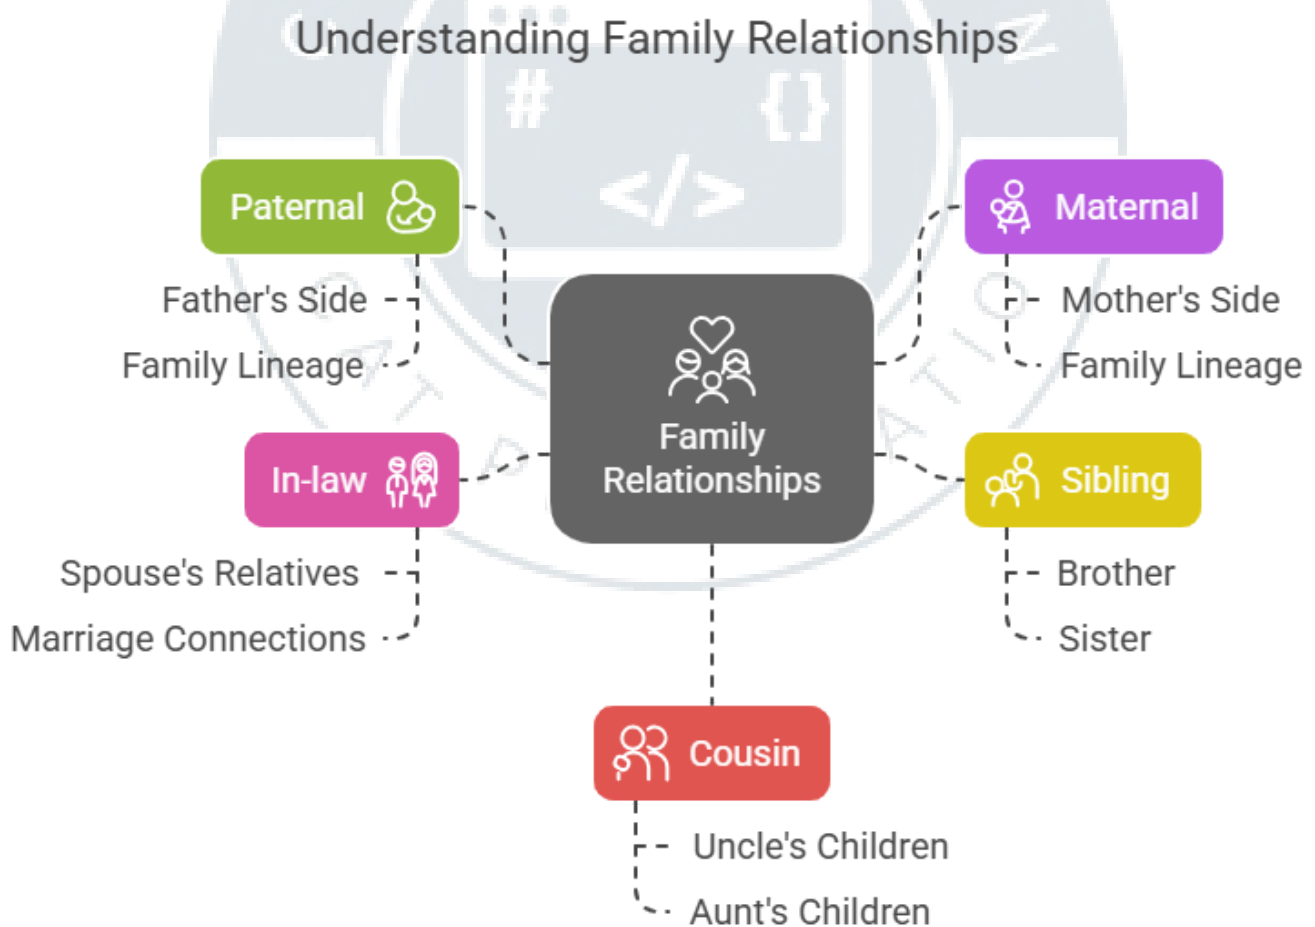 Understanding Family Relationships
# {}
</>
Paternal
Father's Side
Family Lineage
Maternal
Mother's Side
Family Lineage
Family
Relationships
In-law
Spouse's Relatives
Marriage Connections
Sibling
Brother
Sister
Cousin
Uncle's Children
Aunt's Children